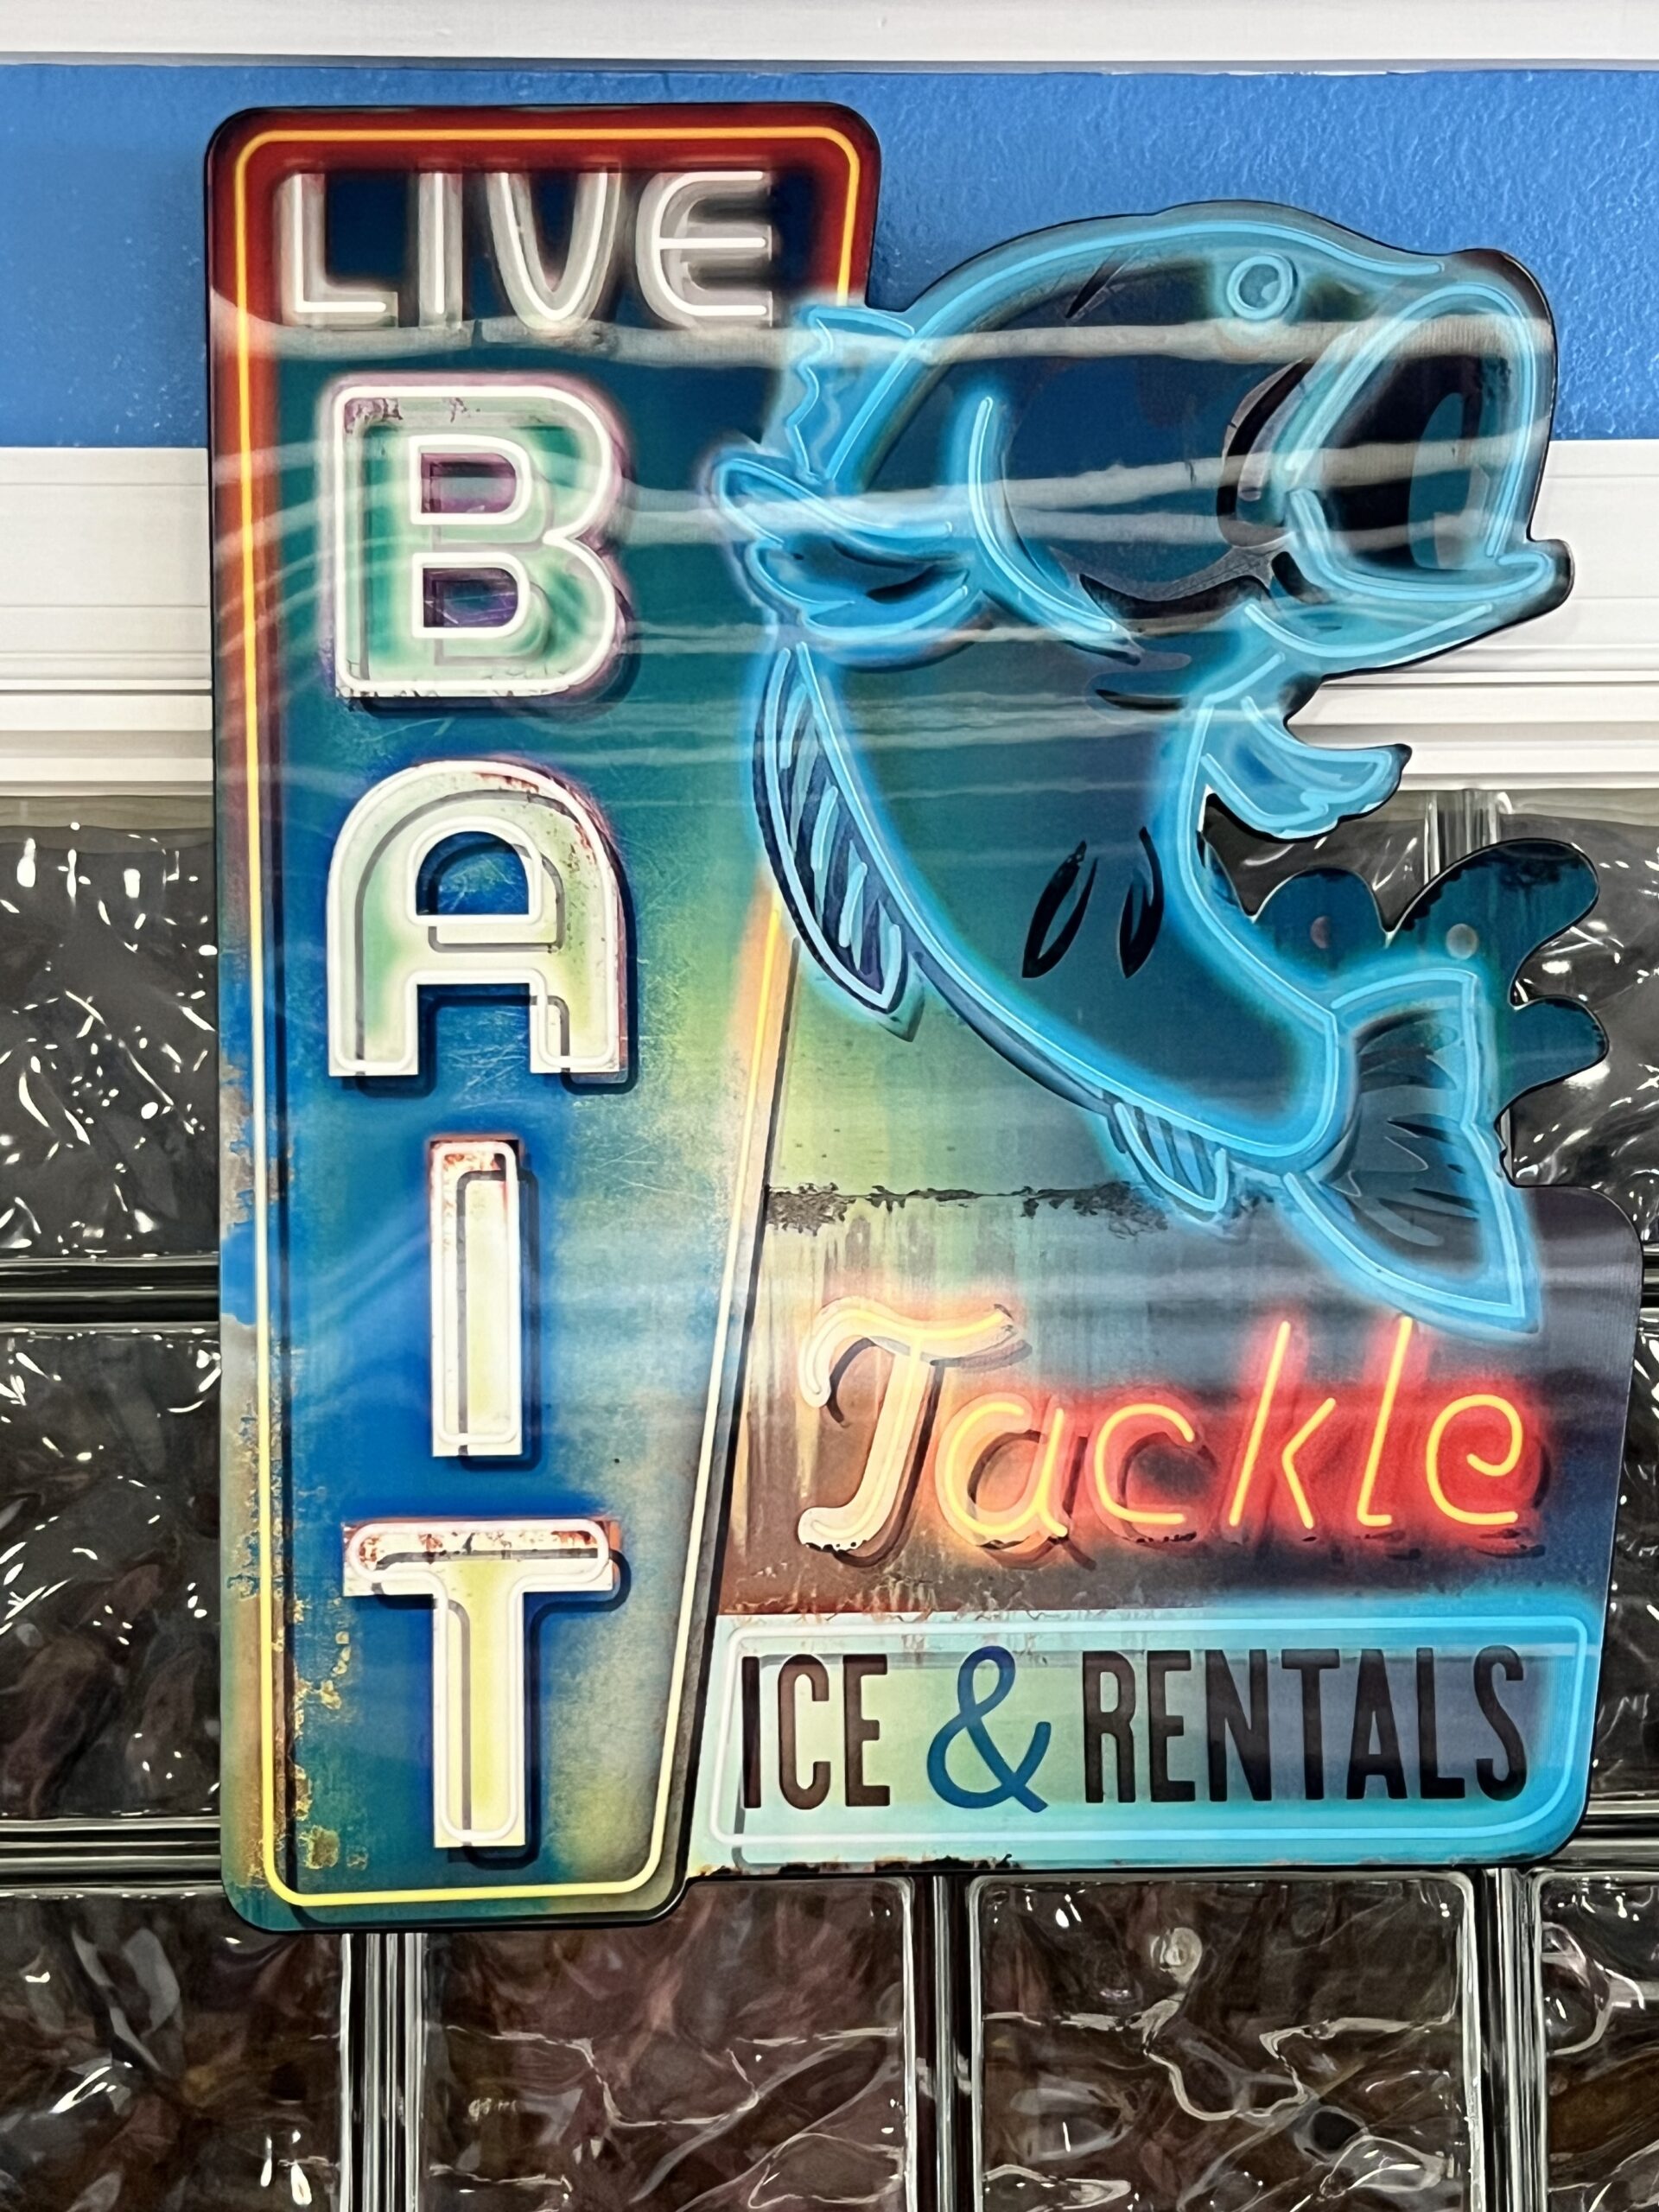 LIVE
BAIT
Tackle
ICE & RENTALS